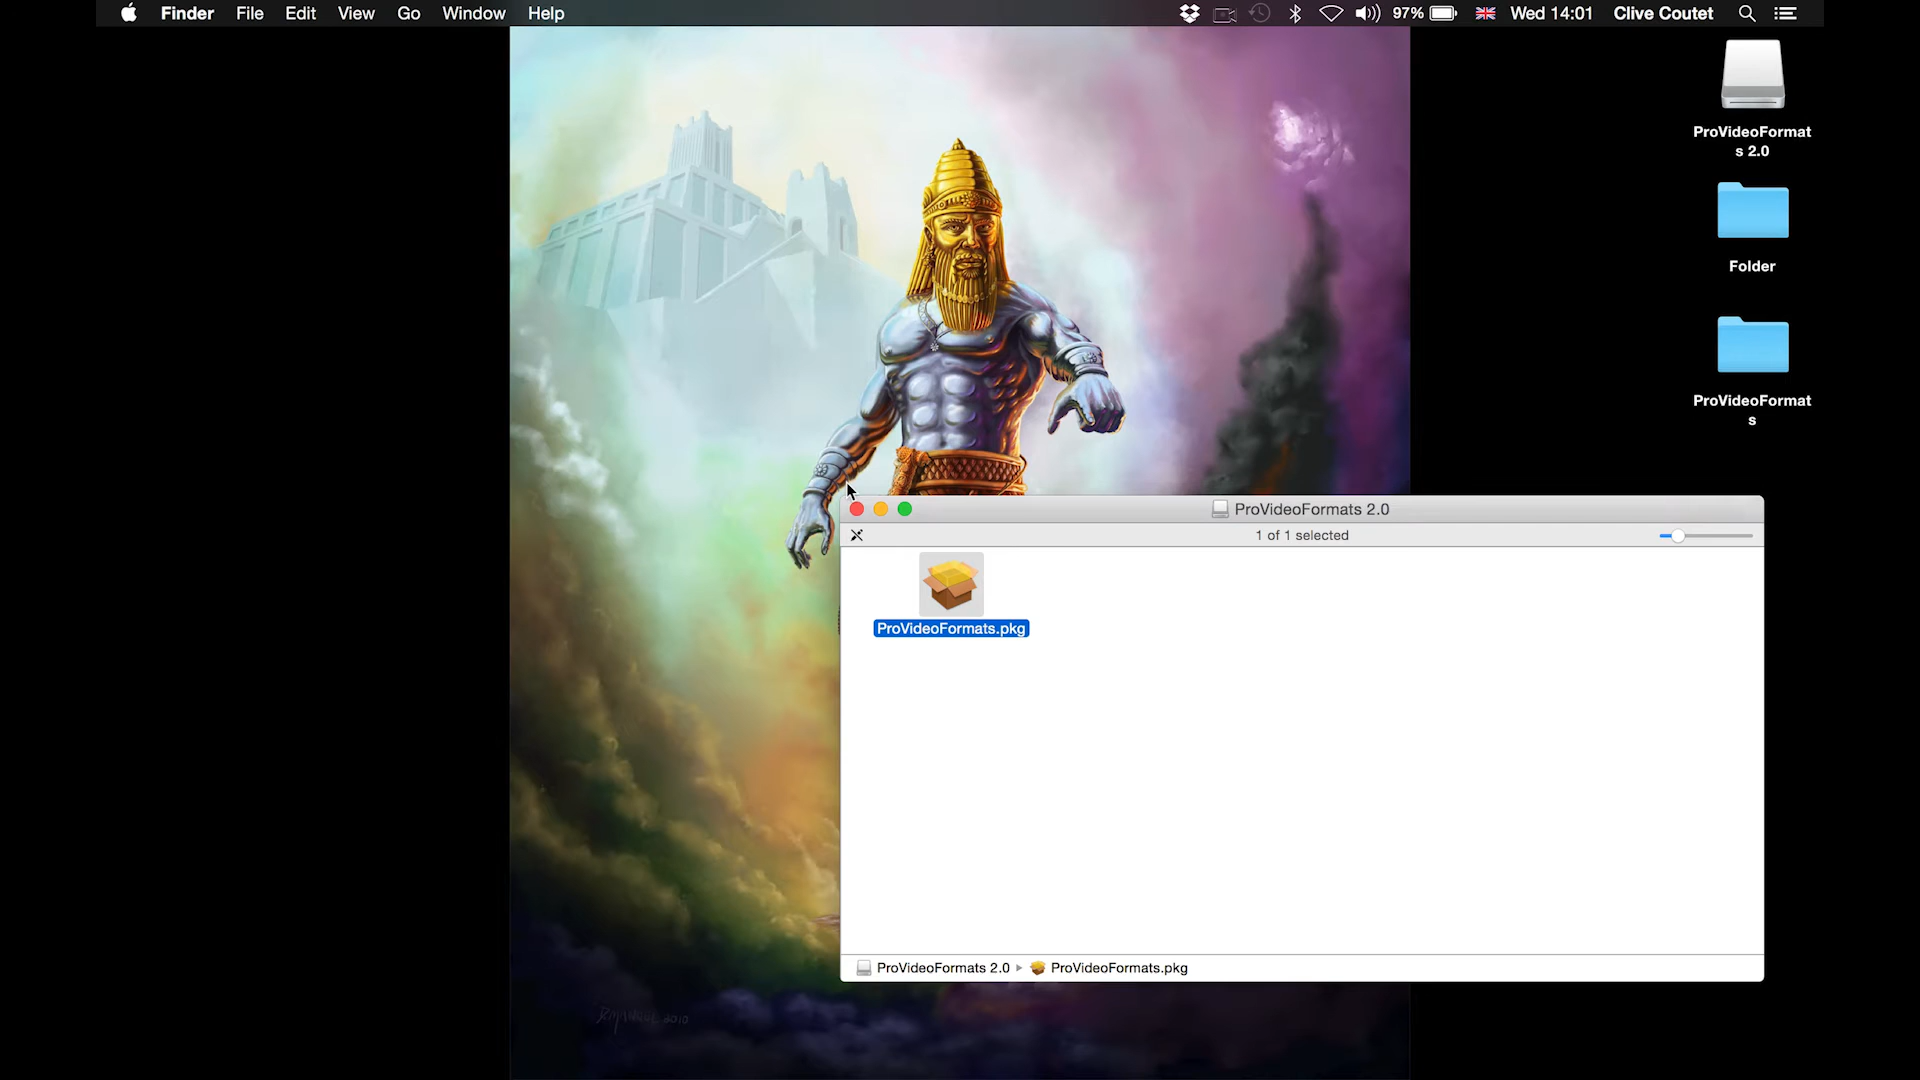 Finder File Edit View Go Window Help 97% Wed 14:01 Clive Coutet
ProVideoFormat
s 2.0
Folder
ProVideoFormat
s
ProVideoFormats 2.0
1 of 1 selected
ProVideoFormats.pkg
ProVideoFormats 2.0 ▸ ProVideoFormats.pkg